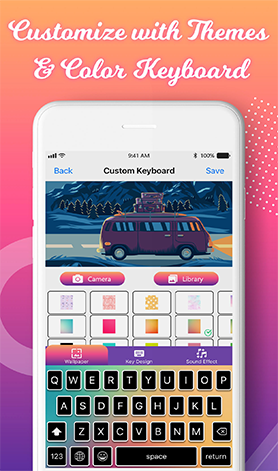 Customize with Themes
& Color Keyboard
9:41 AM 100%
Back Custom Keyboard Save
Camera Library
Wallpaper Key Design Sound Effect
Q W E R T Y U I O P
A S D F G H J K L
Z X C V B N M
123 space return